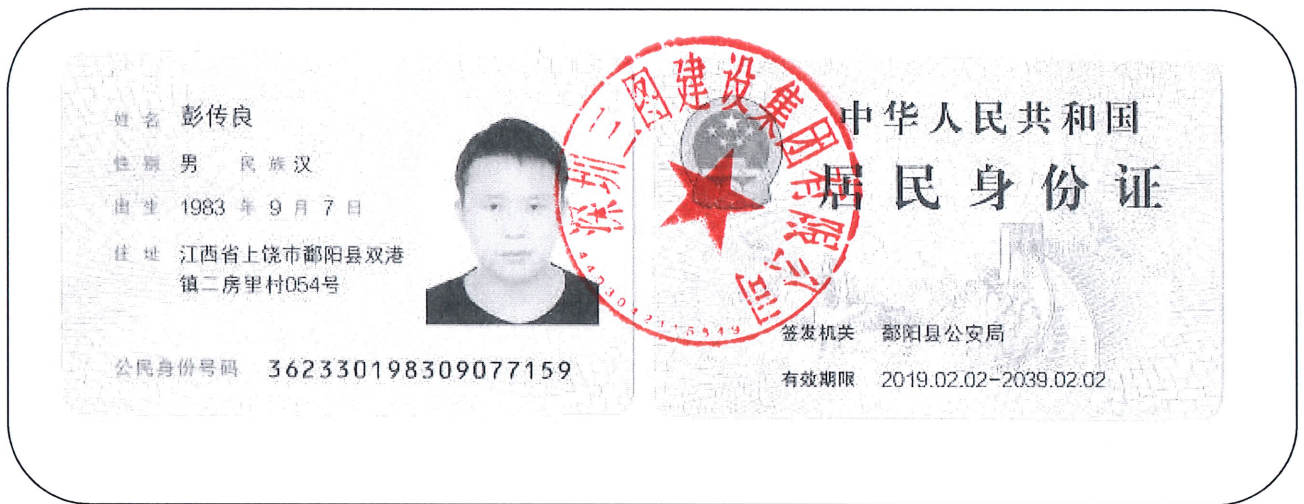 姓名 彭传良
性别 男 民族 汉
出生 1983 年 9 月 7 日
住址 江西省上饶市鄱阳县双港
镇二房里村054号
公民身份号码 362330198309077159
中华人民共和国
居民身份证
签发机关 鄱阳县公安局
有效期限 2019.02.02-2039.02.02
深圳三图建设集团有限公司